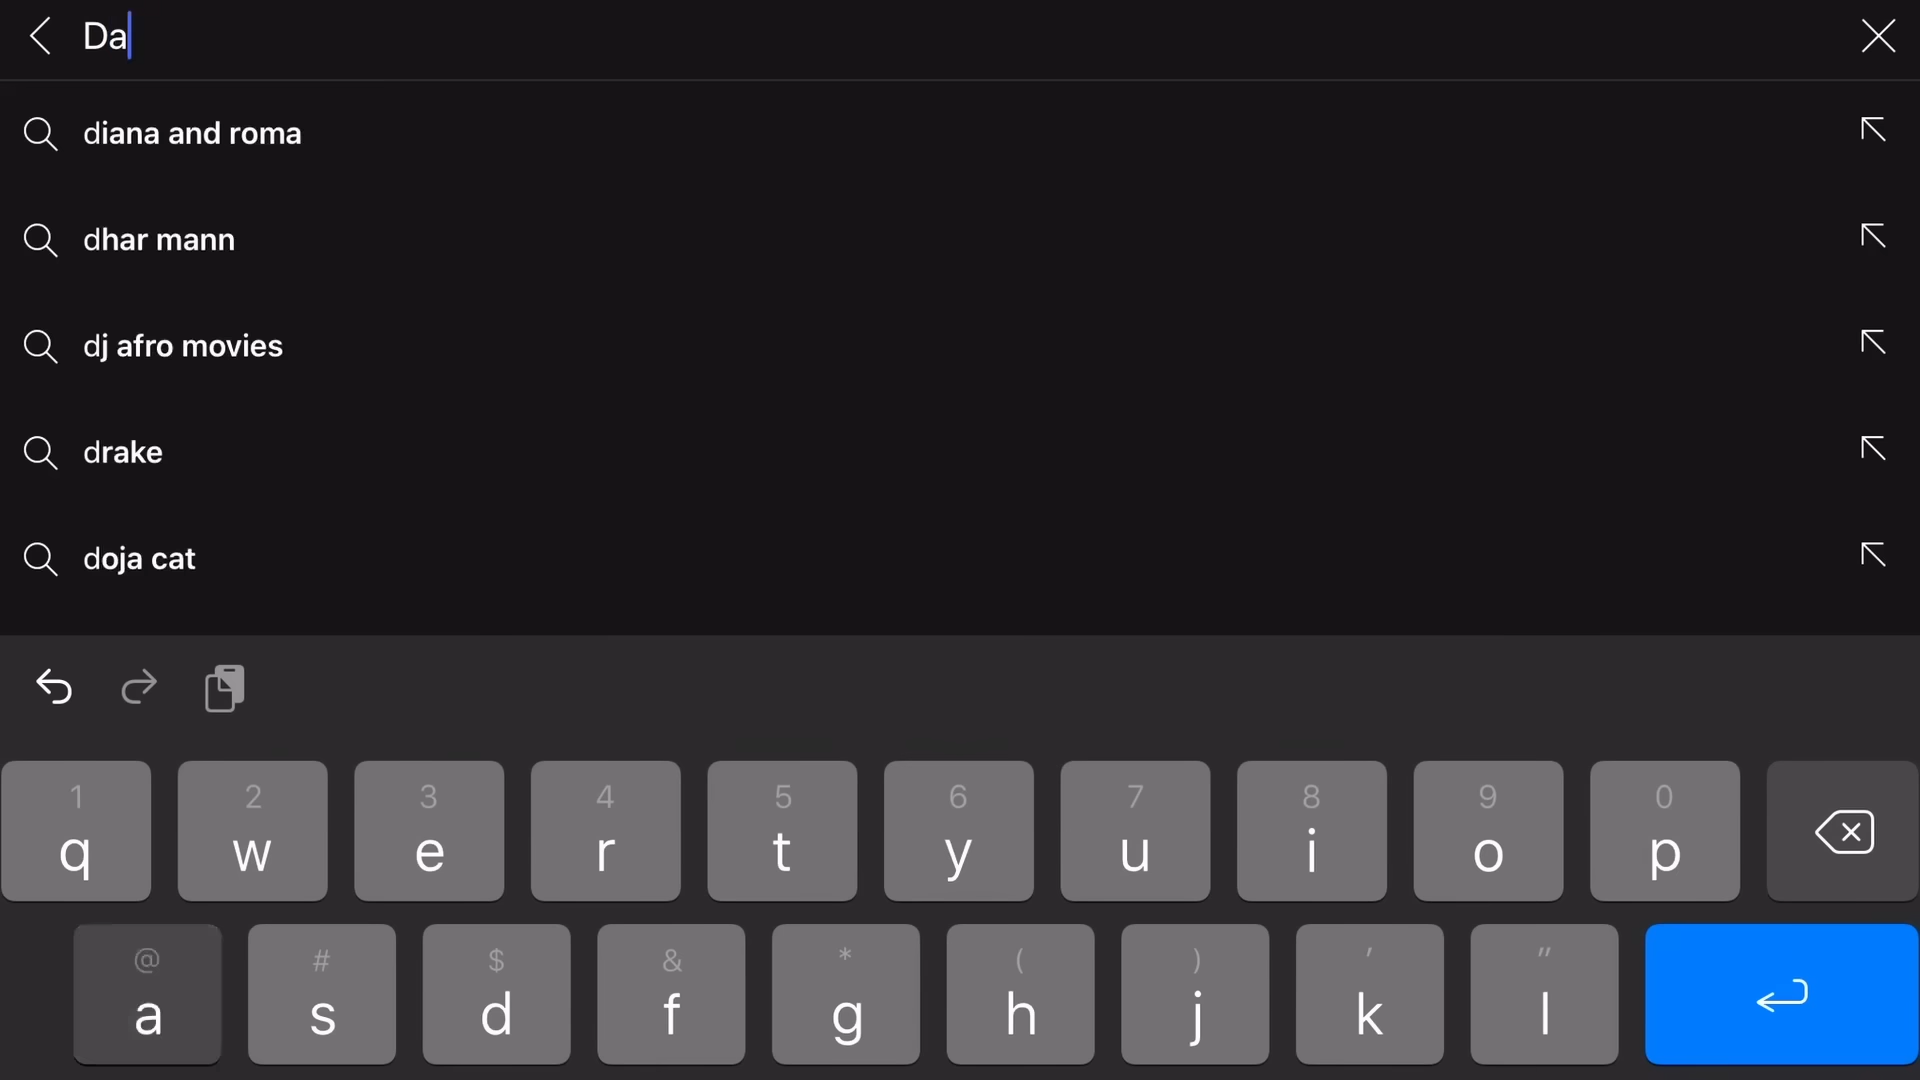 Da
diana and roma
dhar mann
dj afro movies
drake
doja cat
1 2 3 4 5 6 7 8 9 0
q w e r t y u i o p
@ # $ & * ( ) ' "
a s d f g h j k l